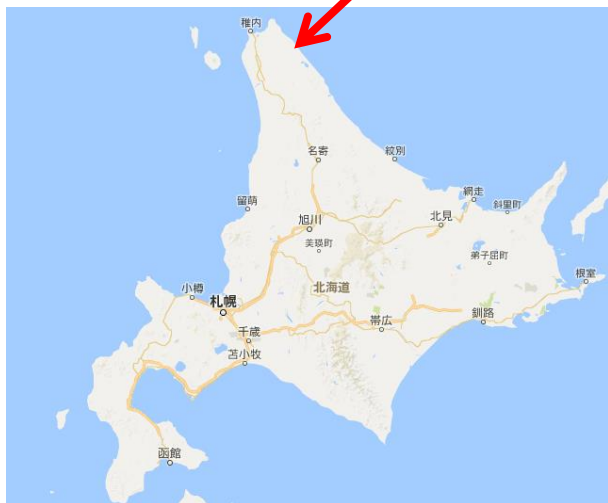 稚内
名寄
紋別
網走
斜里町
留萌
旭川
北見
美瑛町
弟子屈町
根室
小樽
北海道
札幌
帯広
釧路
千歳
苫小牧
函館